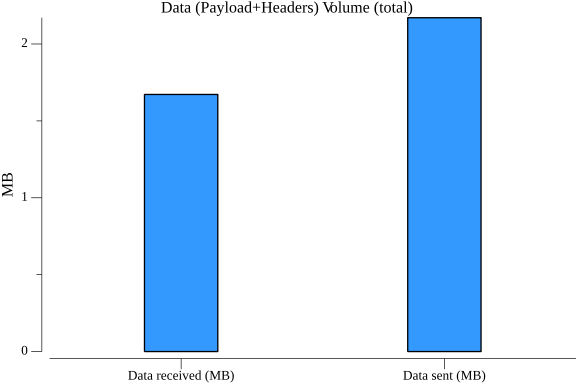 Data (Payload+Headers) Volume (total)
2
1
0
MB
Data received (MB)
Data sent (MB)